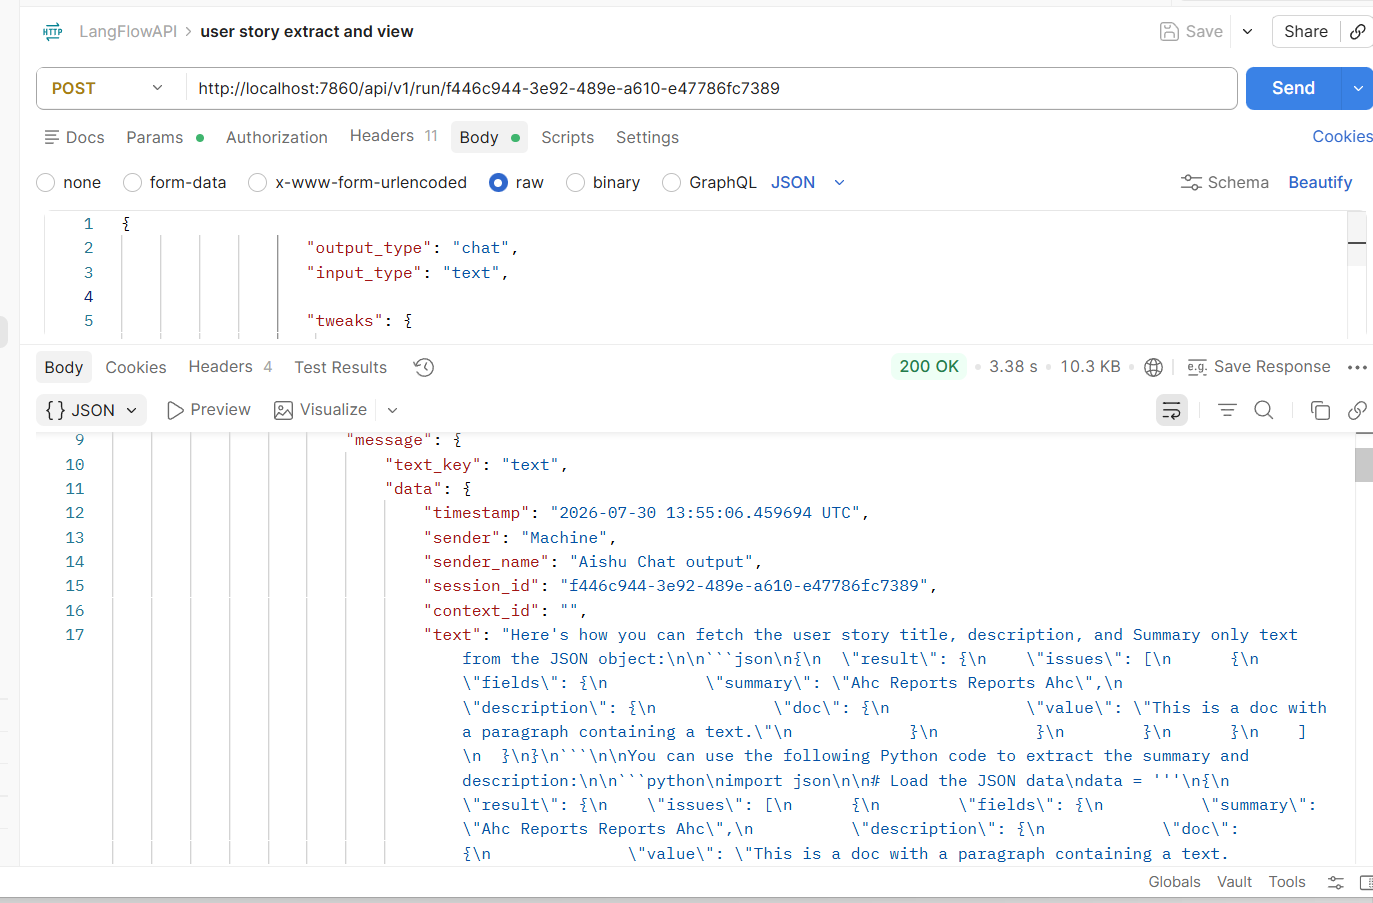 HTTP LangFlowAPI > user story extract and view Save Share
POST http://localhost:7860/api/v1/run/f446c944-3e92-489e-a610-e47786fc7389 Send
Docs Params Authorization Headers 11 Body Scripts Settings Cookies
none form-data x-www-form-urlencoded raw binary GraphQL JSON Schema Beautify
1 {
2 "output_type": "chat",
3 "input_type": "text",
4
5 "tweaks": {
Body Cookies Headers 4 Test Results 200 OK 3.38 s 10.3 KB e.g. Save Response
{} JSON Preview Visualize
9 "message": {
10 "text_key": "text",
11 "data": {
12 "timestamp": "2026-07-30 13:55:06.459694 UTC",
13 "sender": "Machine",
14 "sender_name": "Aishu Chat output",
15 "session_id": "f446c944-3e92-489e-a610-e47786fc7389",
16 "context_id": "",
17 "text": "Here's how you can fetch the user story title, description, and Summary only text
from the JSON object:\n\n```json\n{\n  \"result\": {\n    \"issues\": [\n      {\n
\"fields\": {\n          \"summary\": \"Ahc Reports Reports Ahc\",\n
\"description\": {\n            \"doc\": {\n              \"value\": \"This is a doc with
a paragraph containing a text.\"\n            }\n          }\n        }\n      }\n    ]
\n  }\n}\n```\n\nYou can use the following Python code to extract the summary and
description:\n\n```python\nimport json\n\n# Load the JSON data\ndata = '''\n{\n
\"result\": {\n    \"issues\": [\n      {\n        \"fields\": {\n          \"summary\":
\"Ahc Reports Reports Ahc\",\n          \"description\": {\n            \"doc\":
{\n              \"value\": \"This is a doc with a paragraph containing a text.
Globals Vault Tools